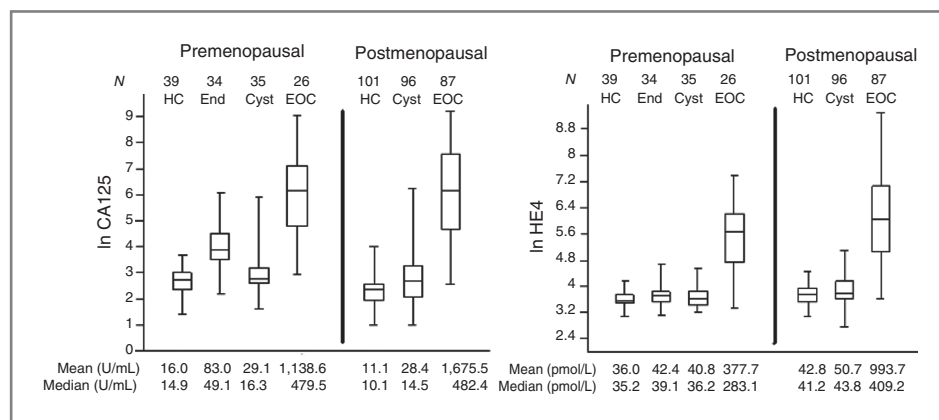 Premenopausal Postmenopausal
N 39 34 35 26 101 96 87
HC End Cyst EOC HC Cyst EOC
9
8
7
6
5
4
3
2
1
0
ln CA125
Mean (U/mL) 16.0 83.0 29.1 1,138.6 11.1 28.4 1,675.5
Median (U/mL) 14.9 49.1 16.3 479.5 10.1 14.5 482.4
Premenopausal Postmenopausal
N 39 34 35 26 101 96 87
HC End Cyst EOC HC Cyst EOC
8.8
8
7.2
6.4
5.6
4.8
4
3.2
2.4
ln HE4
Mean (pmol/L) 36.0 42.4 40.8 377.7 42.8 50.7 993.7
Median (pmol/L) 35.2 39.1 36.2 283.1 41.2 43.8 409.2